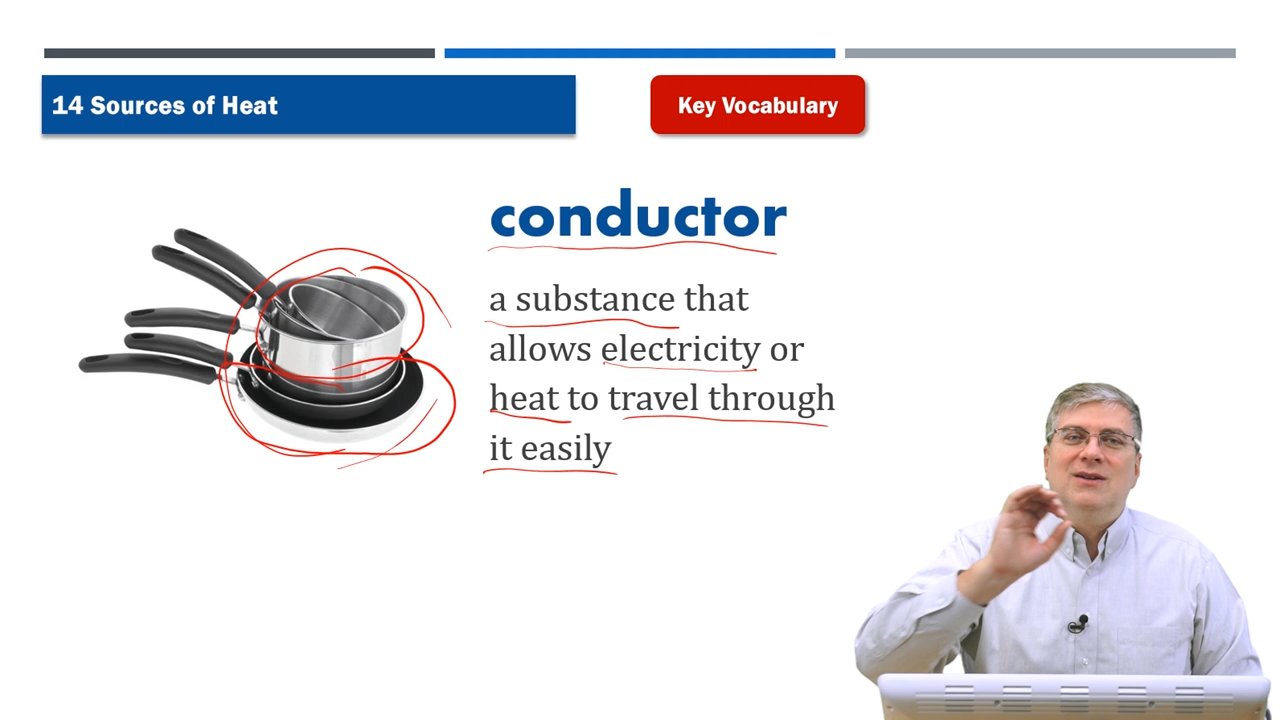 14 Sources of Heat
Key Vocabulary
conductor
a substance that
allows electricity or
heat to travel through
it easily